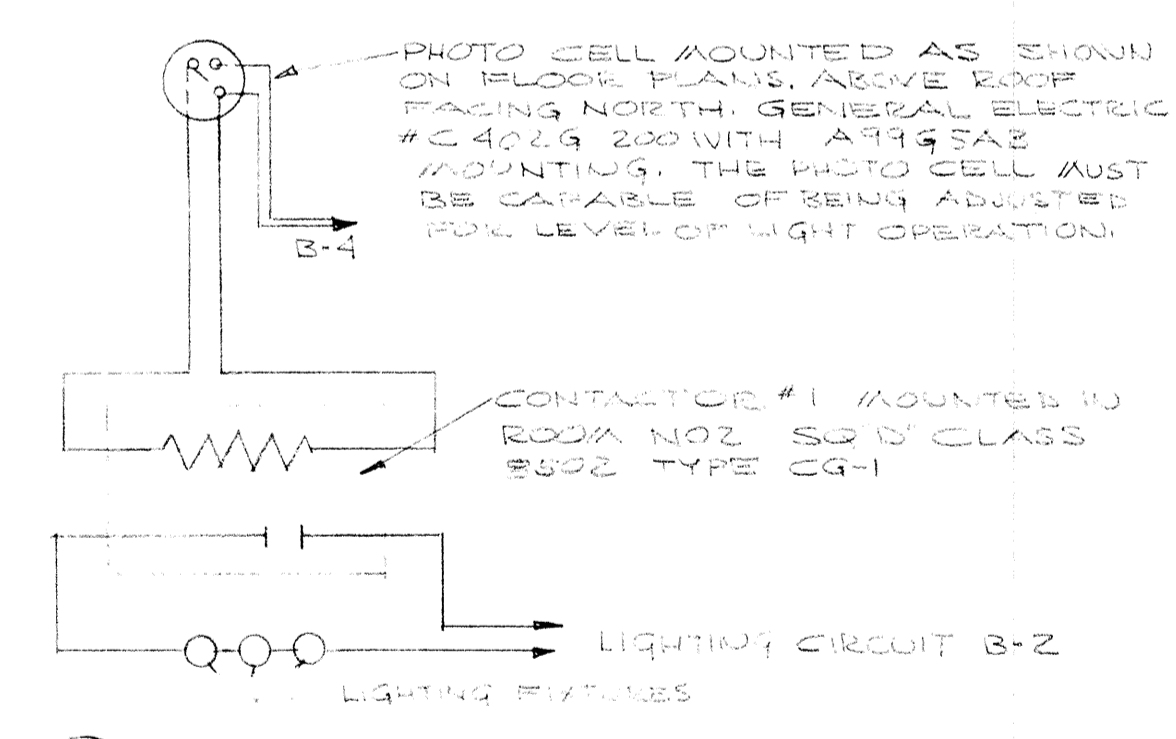 PHOTO CELL MOUNTED AS SHOWN
ON FLOOR PLANS, ABOVE ROOF
FACING NORTH. GENERAL ELECTRIC
#C402G 200 WITH A99G5AB
MOUNTING. THE PHOTO CELL MUST
BE CAPABLE OF BEING ADJUSTED
FOR LEVEL OF LIGHT OPERATION.
B-4
CONTACTOR #1 MOUNTED IN
ROOM NO2 SQ "D" CLASS
8502 TYPE CG-1
LIGHTING CIRCUIT B-2
LIGHTING FIXTURES